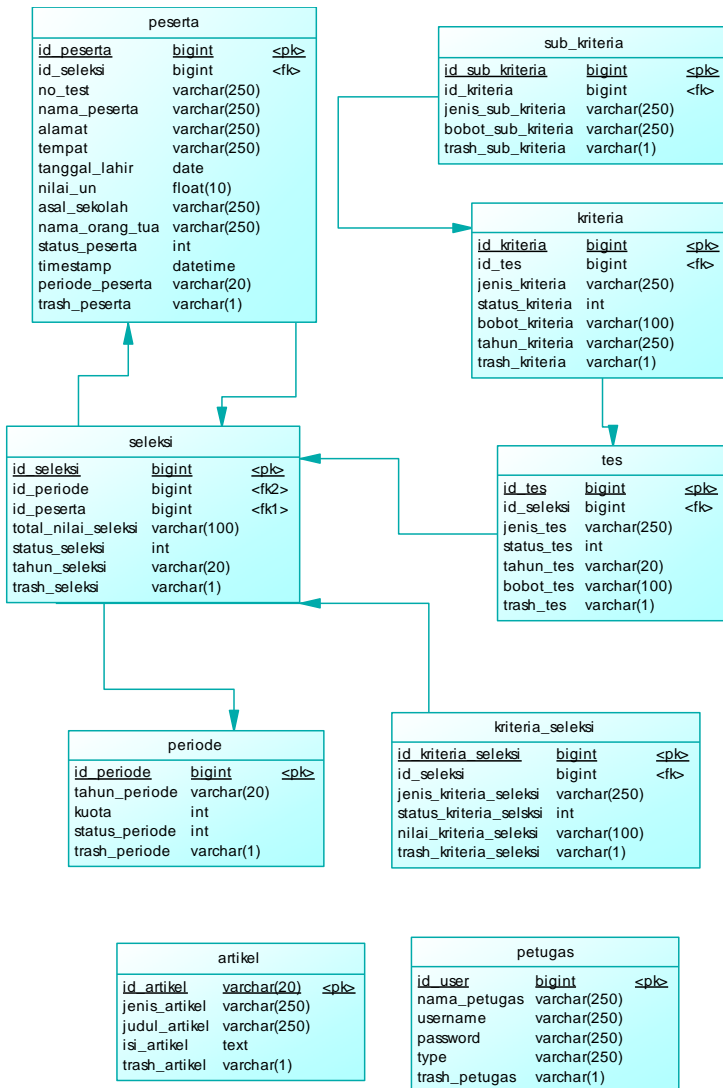 peserta
id_peserta bigint <pk>
id_seleksi bigint <fk>
no_test varchar(250)
nama_peserta varchar(250)
alamat varchar(250)
tempat varchar(250)
tanggal_lahir date
nilai_un float(10)
asal_sekolah varchar(250)
nama_orang_tua varchar(250)
status_peserta int
timestamp datetime
periode_peserta varchar(20)
trash_peserta varchar(1)
sub_kriteria
id_sub_kriteria bigint <pk>
id_kriteria bigint <fk>
jenis_sub_kriteria varchar(250)
bobot_sub_kriteria varchar(250)
trash_sub_kriteria varchar(1)
kriteria
id_kriteria bigint <pk>
id_tes bigint <fk>
jenis_kriteria varchar(250)
status_kriteria int
bobot_kriteria varchar(100)
tahun_kriteria varchar(250)
trash_kriteria varchar(1)
seleksi
id_seleksi bigint <pk>
id_periode bigint <fk2>
id_peserta bigint <fk1>
total_nilai_seleksi varchar(100)
status_seleksi int
tahun_seleksi varchar(20)
trash_seleksi varchar(1)
tes
id_tes bigint <pk>
id_seleksi bigint <fk>
jenis_tes varchar(250)
status_tes int
tahun_tes varchar(20)
bobot_tes varchar(100)
trash_tes varchar(1)
periode
id_periode bigint <pk>
tahun_periode varchar(20)
kuota int
status_periode int
trash_periode varchar(1)
kriteria_seleksi
id_kriteria_seleksi bigint <pk>
id_seleksi bigint <fk>
jenis_kriteria_seleksi varchar(250)
status_kriteria_selsksi int
nilai_kriteria_seleksi varchar(100)
trash_kriteria_seleksi varchar(1)
artikel
id_artikel varchar(20) <pk>
jenis_artikel varchar(250)
judul_artikel varchar(250)
isi_artikel text
trash_artikel varchar(1)
petugas
id_user bigint <pk>
nama_petugas varchar(250)
username varchar(250)
password varchar(250)
type varchar(250)
trash_petugas varchar(1)